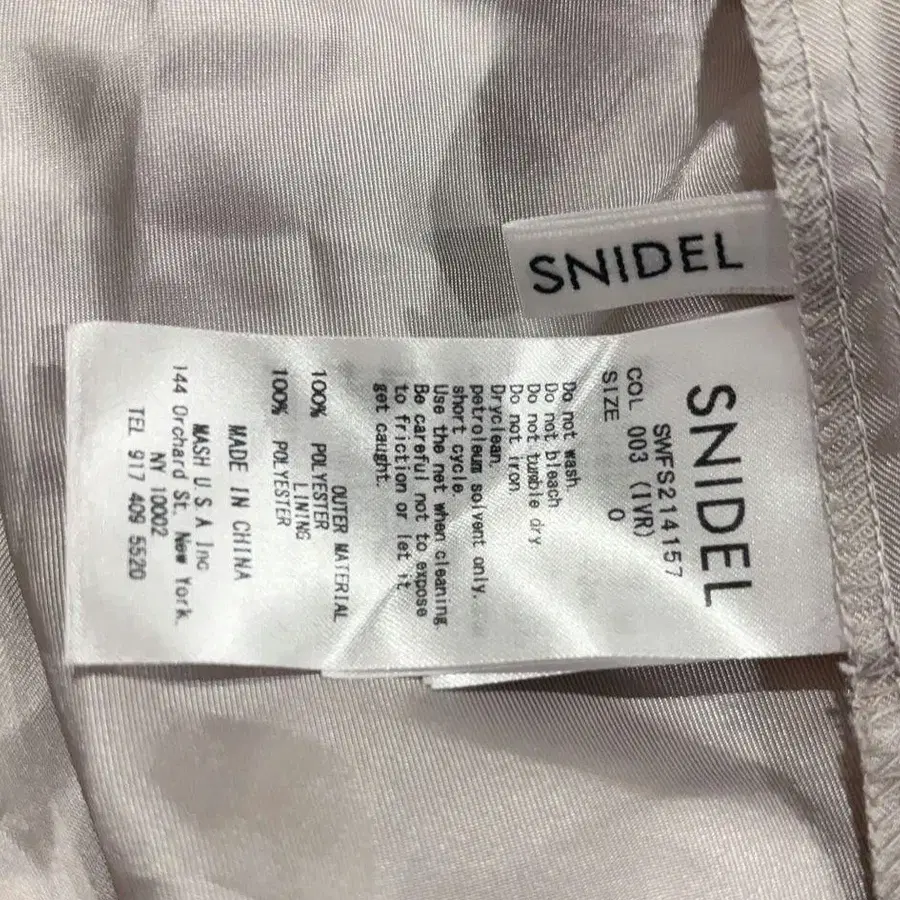 SNIDEL
SNIDEL
SWFS214157
COL 003 (IVR)
SIZE 0
Do not wash.
Do not bleach
Do not tumble dry
Do not iron
Dryclean.
petroleum solvent only.
short cycle.
Use the net when cleaning
Be careful not to expose
to friction or let it
get caught.
OUTER MATERIAL
100% POLYESTER
LINING
100% POLYESTER
MADE IN CHINA
MASH U S A Inc
144 Orchard St. New York.
NY 10002
TEL 917 409 5520